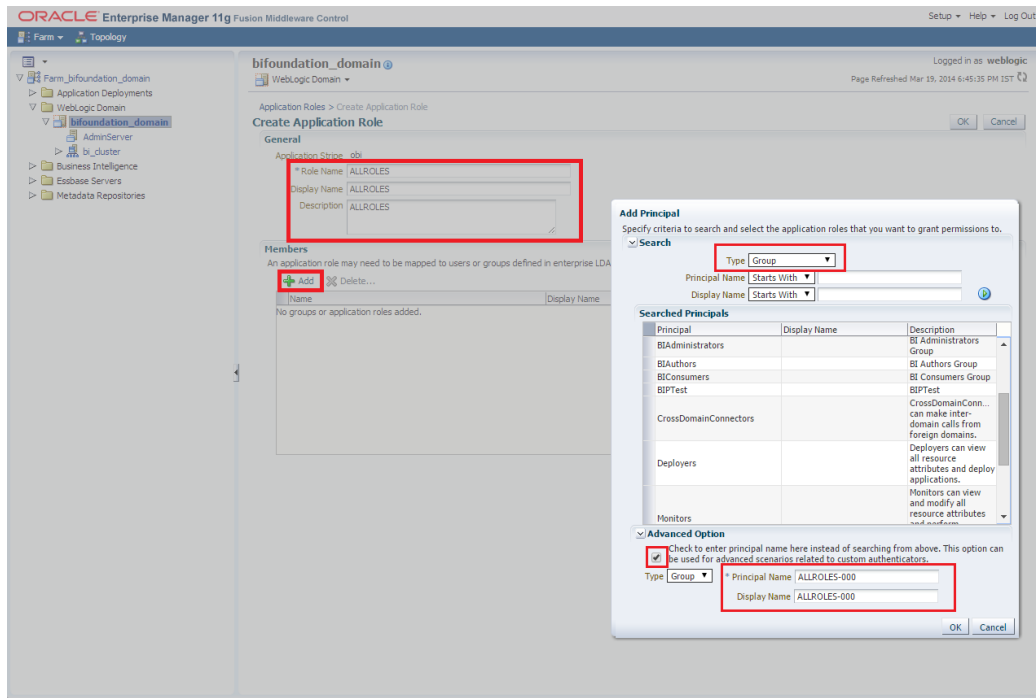 ORACLE Enterprise Manager 11g Fusion Middleware Control
Setup Help Log Out
Farm Topology
Farm_bifoundation_domain
Application Deployments
WebLogic Domain
bifoundation_domain
AdminServer
bi_cluster
Business Intelligence
Essbase Servers
Metadata Repositories
bifoundation_domain
Logged in as weblogic
WebLogic Domain
Page Refreshed Mar 19, 2014 6:45:35 PM IST
Application Roles > Create Application Role
Create Application Role
OK Cancel
General
Application Stripe obi
* Role Name ALLROLES
Display Name ALLROLES
Description ALLROLES
Members
An application role may need to be mapped to users or groups defined in enterprise LDA
Add Delete...
Name Display Name
No groups or application roles added.
Add Principal
Specify criteria to search and select the application roles that you want to grant permissions to.
Search
Type Group
Principal Name Starts With
Display Name Starts With
Searched Principals
Principal Display Name Description
BIAdministrators BI Administrators
Group
BIAuthors BI Authors Group
BIConsumers BI Consumers Group
BIPTest BIPTest
CrossDomainConnectors CrossDomainConn...
can make inter-
domain calls from
foreign domains.
Deployers Deployers can view
all resource
attributes and deploy
applications.
Monitors Monitors can view
and modify all
resource attributes
and perform
Advanced Option
Check to enter principal name here instead of searching from above. This option can
be used for advanced scenarios related to custom authenticators.
Type Group * Principal Name ALLROLES-000
Display Name ALLROLES-000
OK Cancel